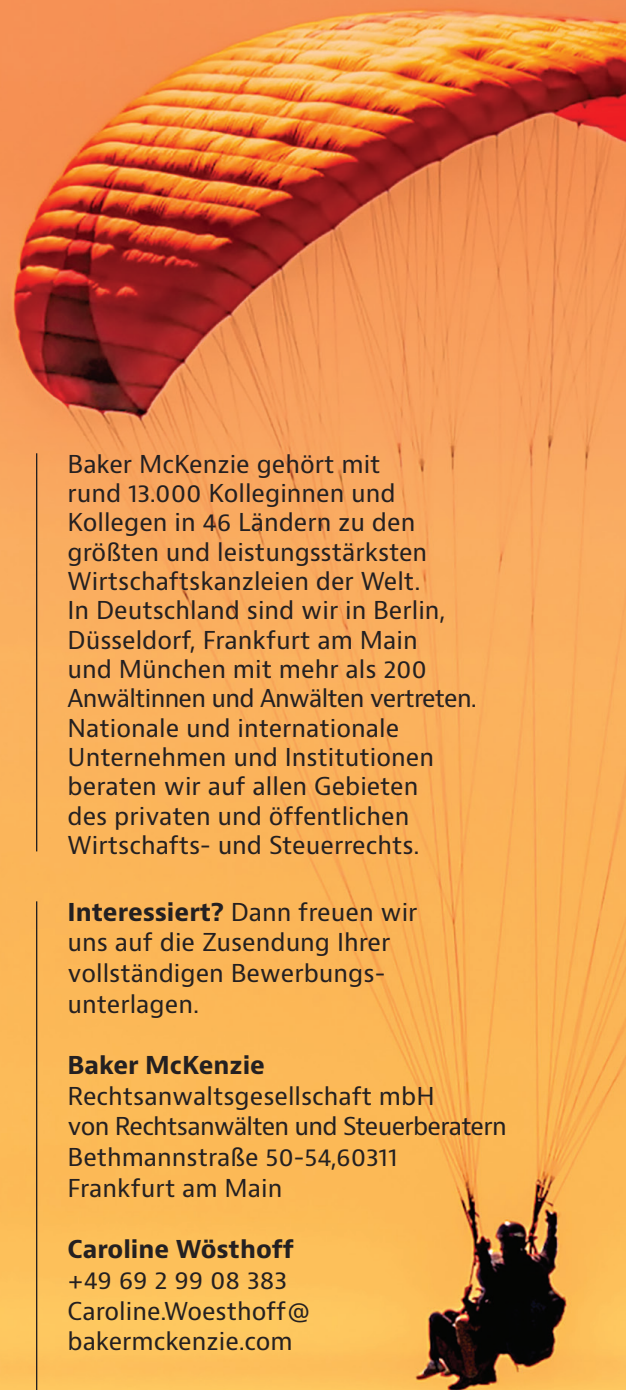 Baker McKenzie gehört mit
rund 13.000 Kolleginnen und
Kollegen in 46 Ländern zu den
größten und leistungsstärksten
Wirtschaftskanzleien der Welt.
In Deutschland sind wir in Berlin,
Düsseldorf, Frankfurt am Main
und München mit mehr als 200
Anwältinnen und Anwälten vertreten.
Nationale und internationale
Unternehmen und Institutionen
beraten wir auf allen Gebieten
des privaten und öffentlichen
Wirtschafts- und Steuerrechts.
Interessiert? Dann freuen wir
uns auf die Zusendung Ihrer
vollständigen Bewerbungs-
unterlagen.
Baker McKenzie
Rechtsanwaltsgesellschaft mbH
von Rechtsanwälten und Steuerberatern
Bethmannstraße 50-54,60311
Frankfurt am Main
Caroline Wösthoff
+49 69 2 99 08 383
Caroline.Woesthoff@
bakermckenzie.com